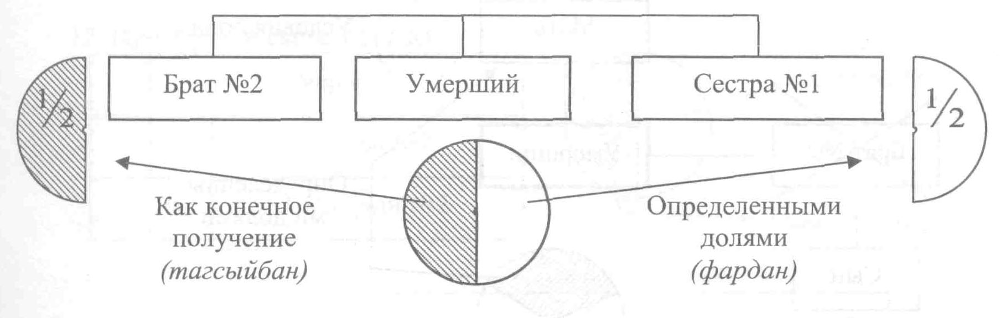 Брат №2
Умерший
Сестра №1
1/2
1/2
Как конечное
получение
(тагсыйбан)
Определенными
долями
(фардан)